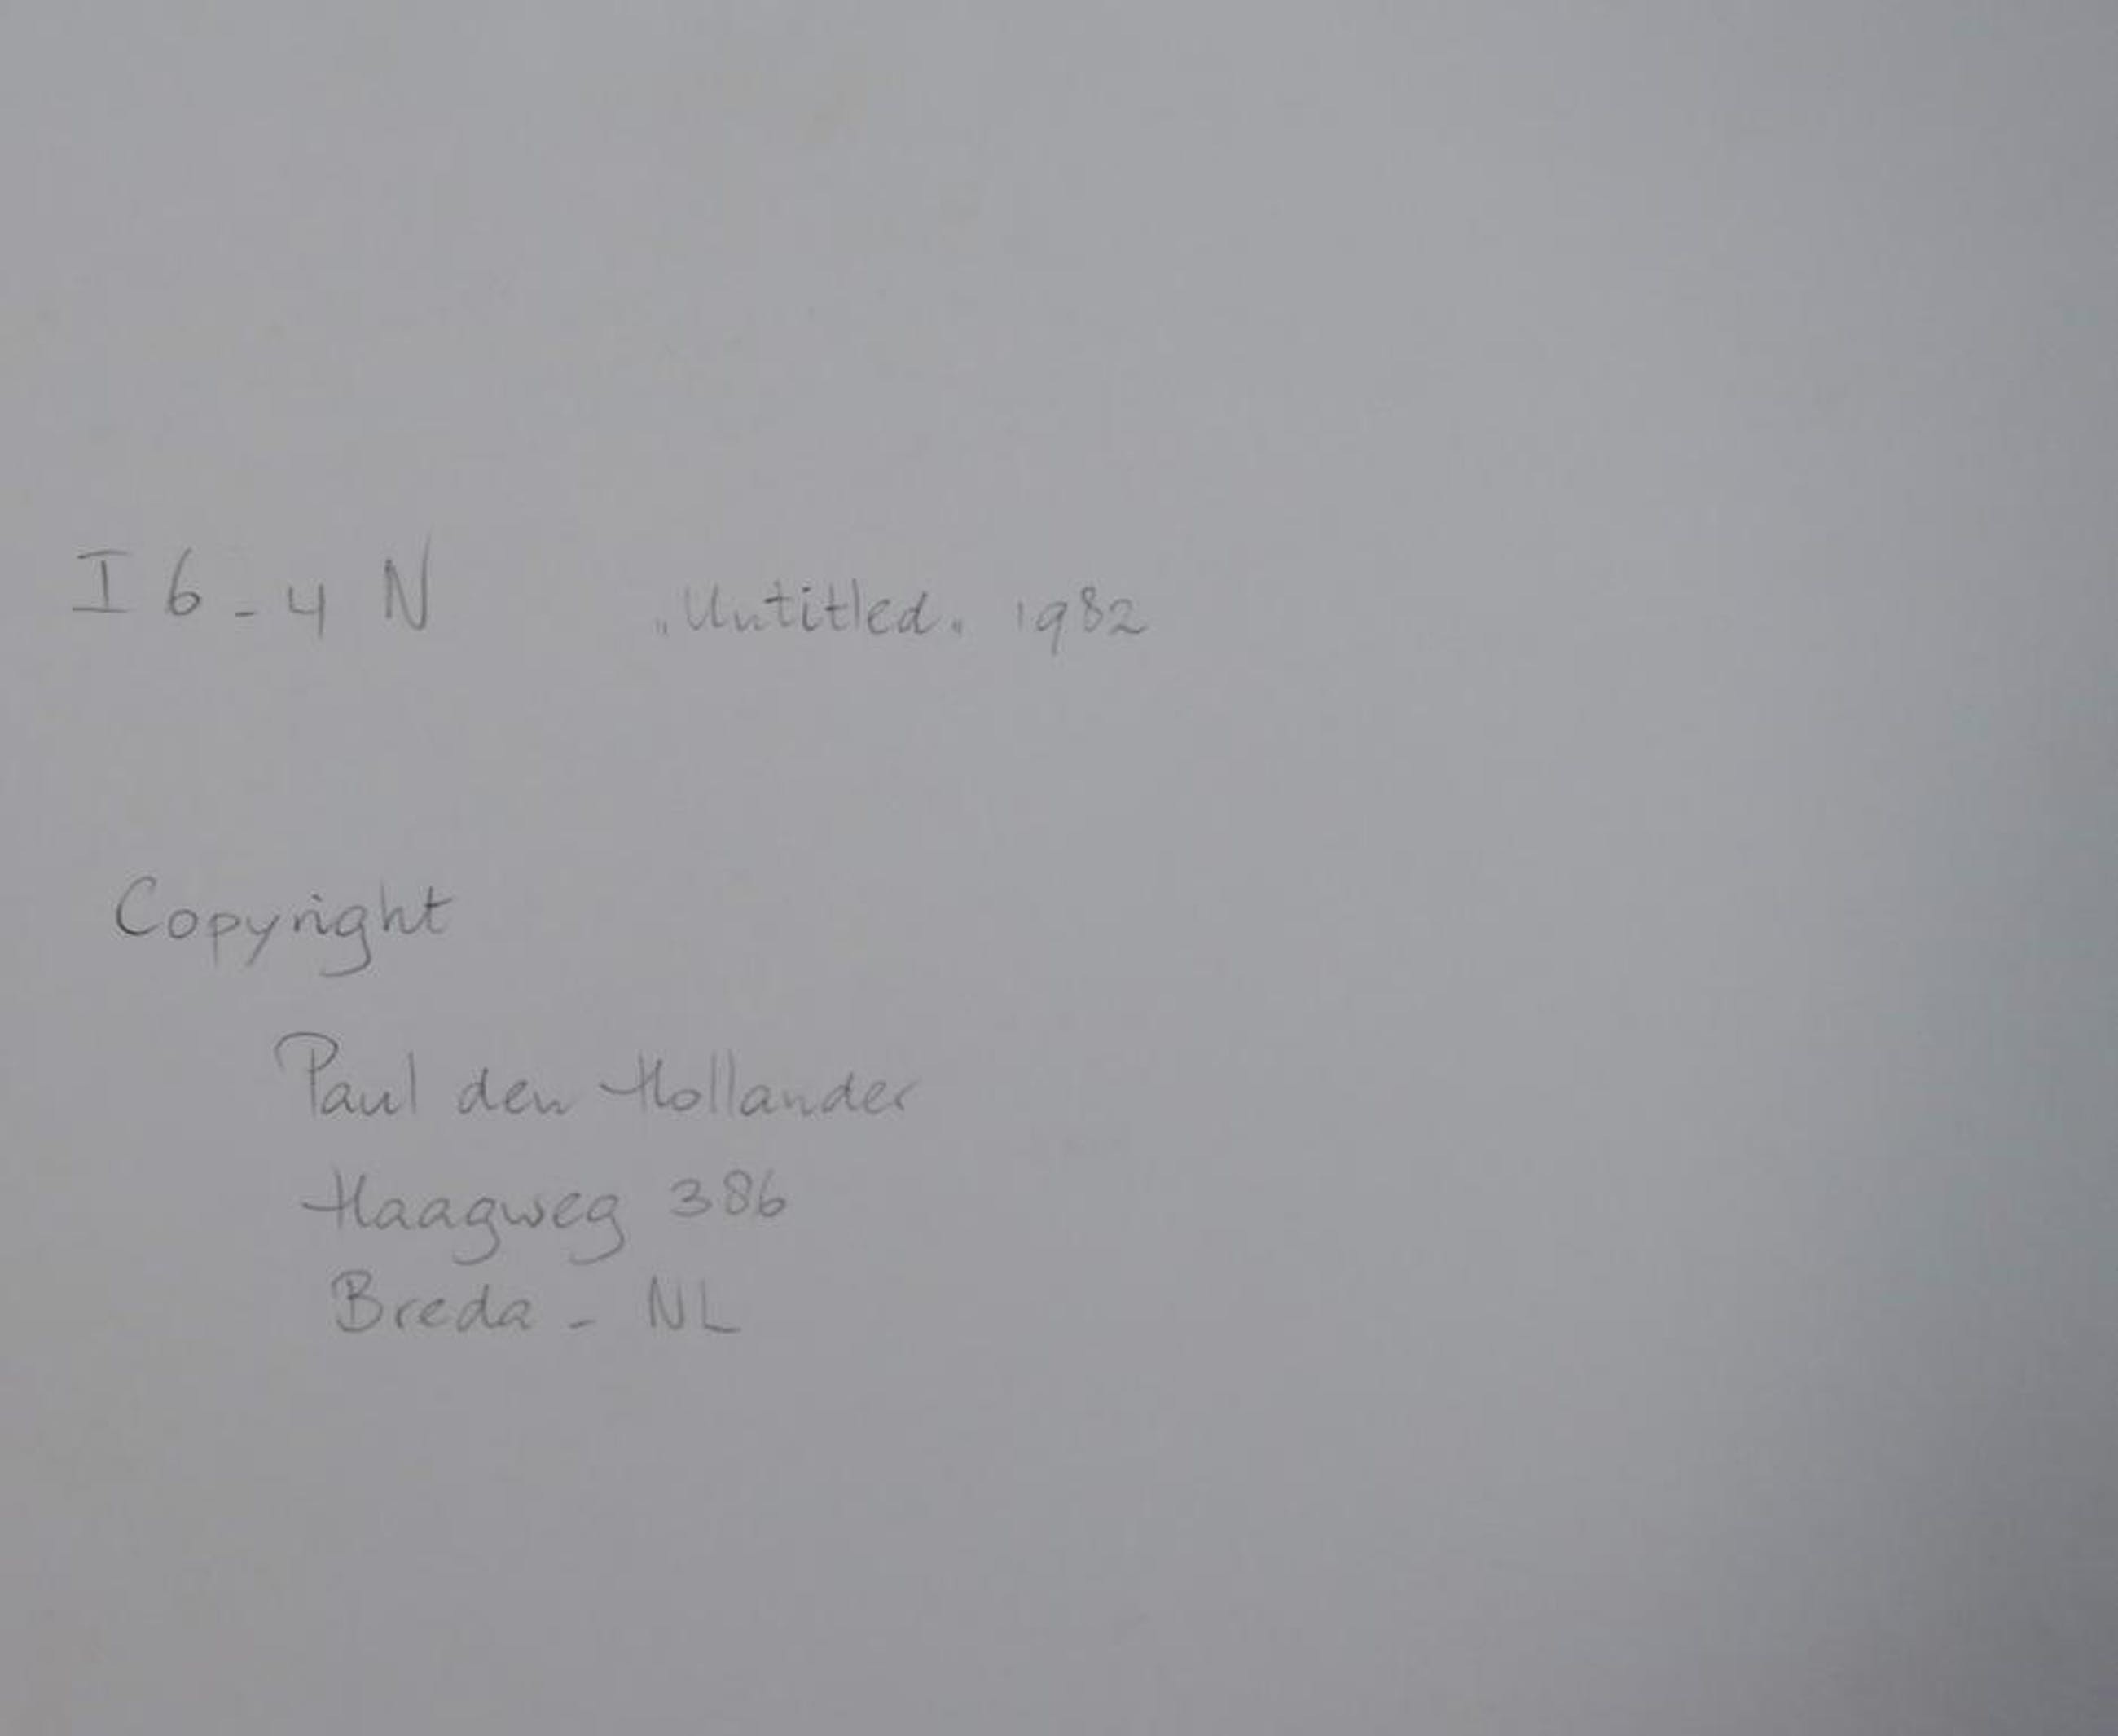 I 6 - 4 N „Untitled„ 1982
Copyright
Paul den Hollander
Haagweg 386
Breda - NL